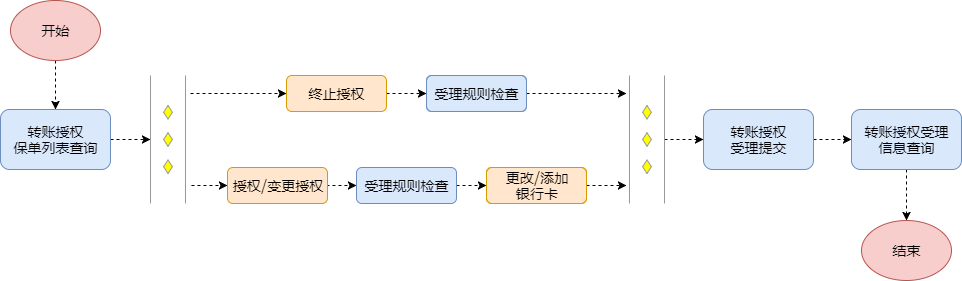 开始
转账授权
保单列表查询
终止授权
受理规则检查
授权/变更授权
受理规则检查
更改/添加
银行卡
转账授权
受理提交
转账授权受理
信息查询
结束